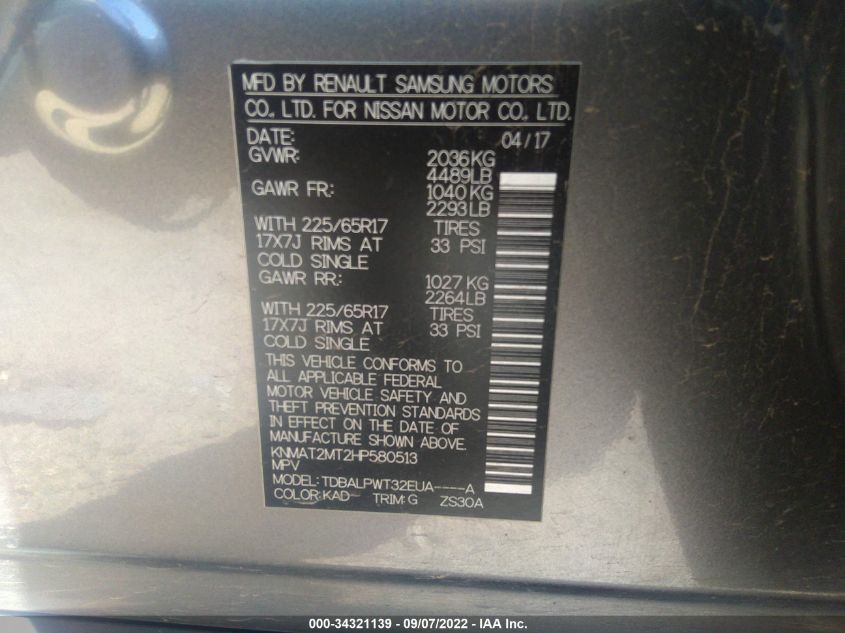 MFD BY RENAULT SAMSUNG MOTORS
CO., LTD. FOR NISSAN MOTOR CO., LTD.
DATE: 04/17
GVWR: 2036KG
4489LB
GAWR FR: 1040KG
2293LB
WITH 225/65R17 TIRES
17X7J RIMS AT 33 PSI
COLD SINGLE
GAWR RR: 1027KG
2264LB
WITH 225/65R17 TIRES
17X7J RIMS AT 33 PSI
COLD SINGLE
THIS VEHICLE CONFORMS TO
ALL APPLICABLE FEDERAL
MOTOR VEHICLE SAFETY AND
THEFT PREVENTION STANDARDS
IN EFFECT ON THE DATE OF
MANUFACTURE SHOWN ABOVE.
KNMAT2MT2HP580513
MPV
MODEL: TDBALPWT32EUA----A
COLOR: KAD TRIM: G ZS30A
000-34321139 - 09/07/2022 - IAA Inc.